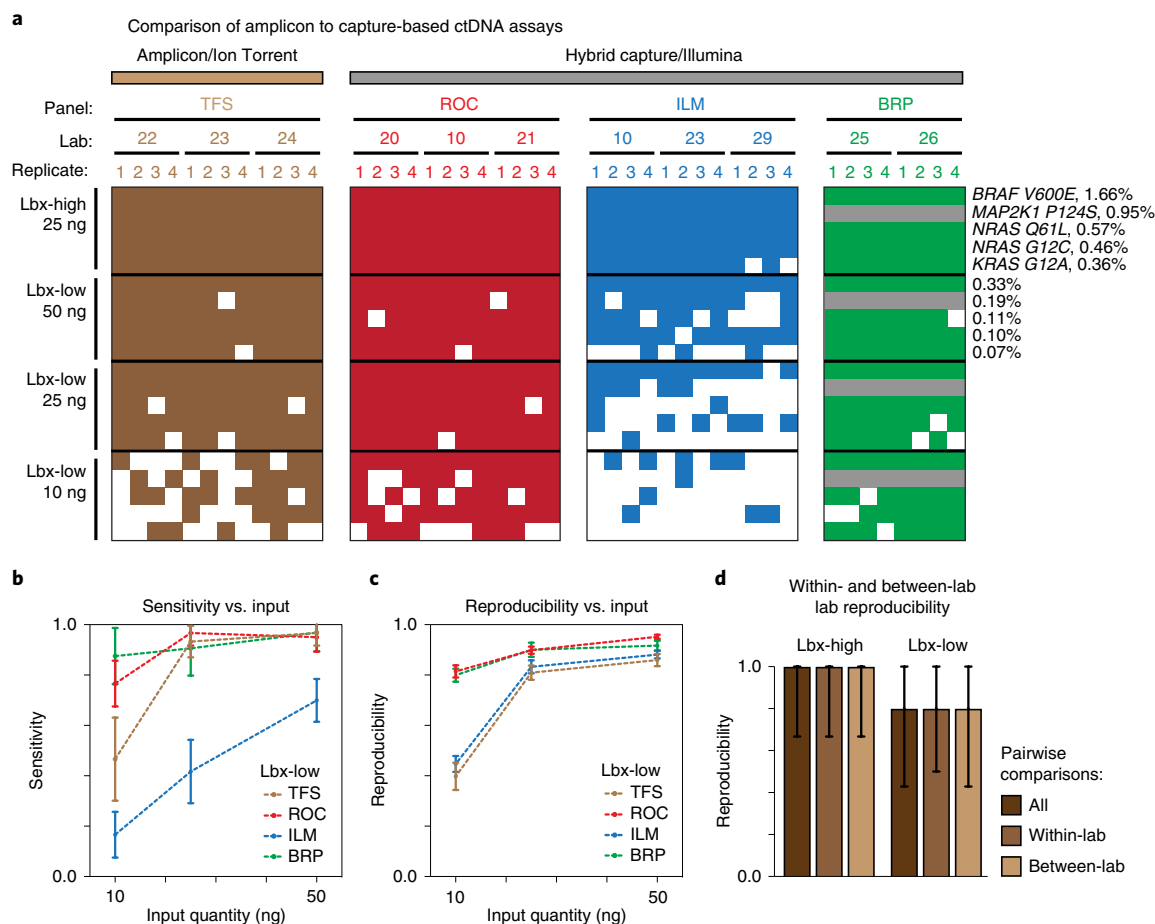 a
Comparison of amplicon to capture-based ctDNA assays
Amplicon/Ion Torrent Hybrid capture/Illumina
Panel: TFS ROC ILM BRP
Lab: 22 23 24 20 10 21 10 23 29 25 26
Replicate: 1 2 3 4 1 2 3 4 1 2 3 4 1 2 3 4 1 2 3 4 1 2 3 4 1 2 3 4 1 2 3 4 1 2 3 4 1 2 3 4 1 2 3 4
Lbx-high
25 ng
BRAF V600E, 1.66%
MAP2K1 P124S, 0.95%
NRAS Q61L, 0.57%
NRAS G12C, 0.46%
KRAS G12A, 0.36%
Lbx-low
50 ng
0.33%
0.19%
0.11%
0.10%
0.07%
Lbx-low
25 ng
Lbx-low
10 ng
b
Sensitivity vs. input
1.0
0.0
Sensitivity
10 50
Input quantity (ng)
Lbx-low
TFS
ROC
ILM
BRP
c
Reproducibility vs. input
1.0
0.0
Reproducibility
10 50
Input quantity (ng)
Lbx-low
TFS
ROC
ILM
BRP
d
Within- and between-lab
lab reproducibility
Lbx-high Lbx-low
1.0
0.0
Reproducibility
Pairwise
comparisons:
All
Within-lab
Between-lab